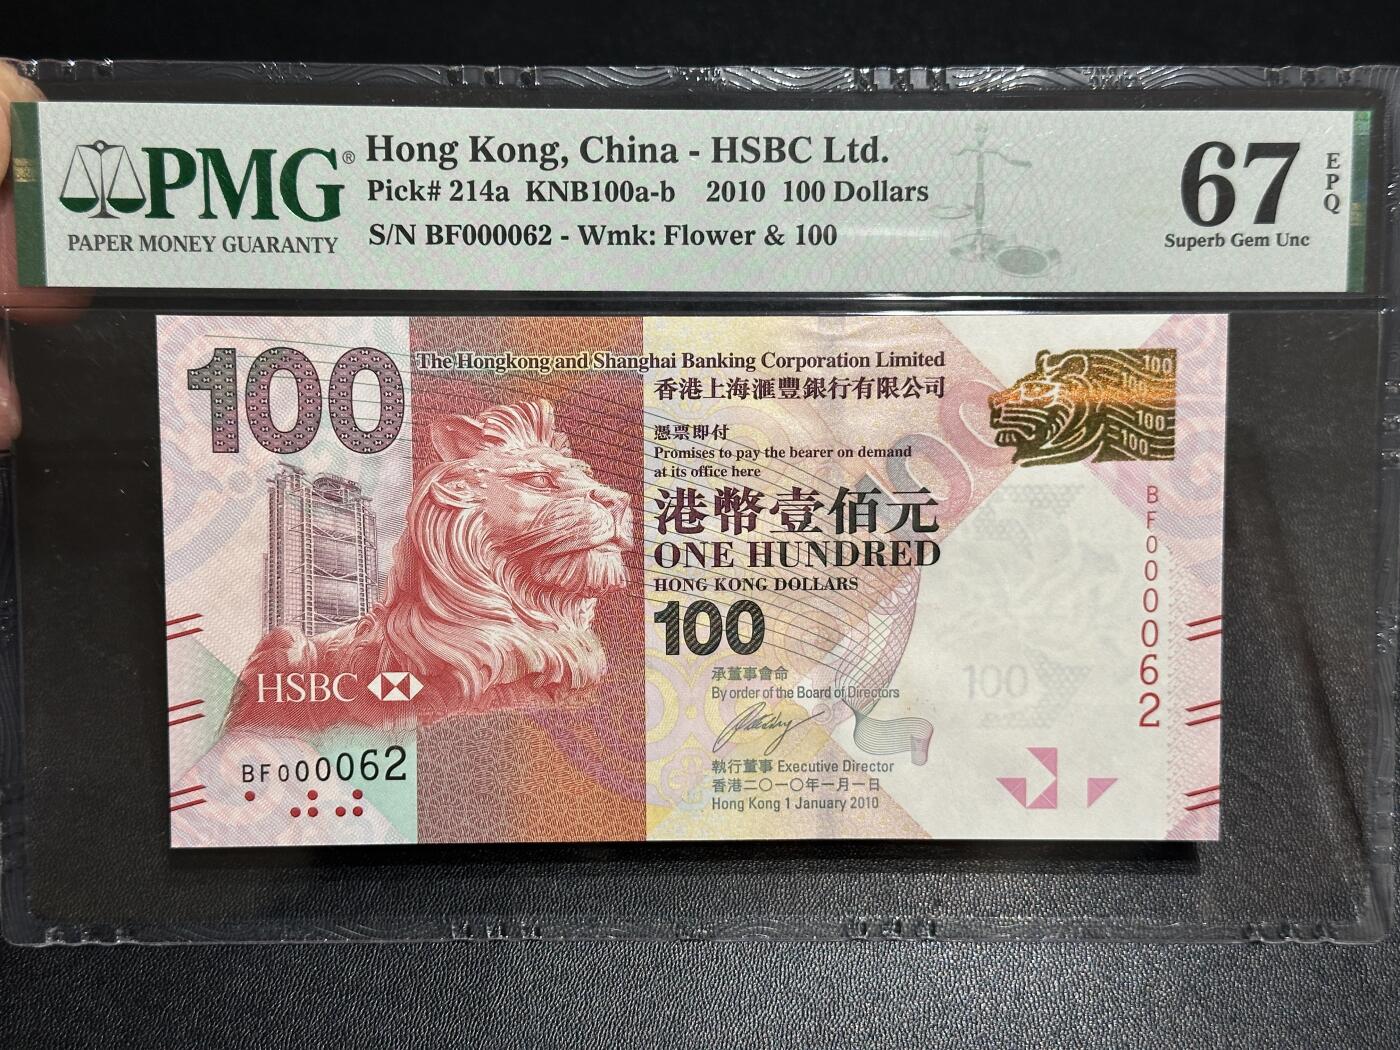 PMG®
PAPER MONEY GUARANTY
Hong Kong, China - HSBC Ltd.
Pick# 214a KNB100a-b 2010 100 Dollars
S/N BF000062 - Wmk: Flower & 100
67
EPQ
Superb Gem Unc
100
The Hongkong and Shanghai Banking Corporation Limited
香港上海滙豐銀行有限公司
憑票即付
Promises to pay the bearer on demand
at its office here
港幣壹佰元
ONE HUNDRED
HONG KONG DOLLARS
100
承董事會命
By order of the Board of Directors
執行董事 Executive Director
香港二〇一〇年一月一日
Hong Kong 1 January 2010
HSBC
BF000062
100
100
100
100
100
BF000062
100